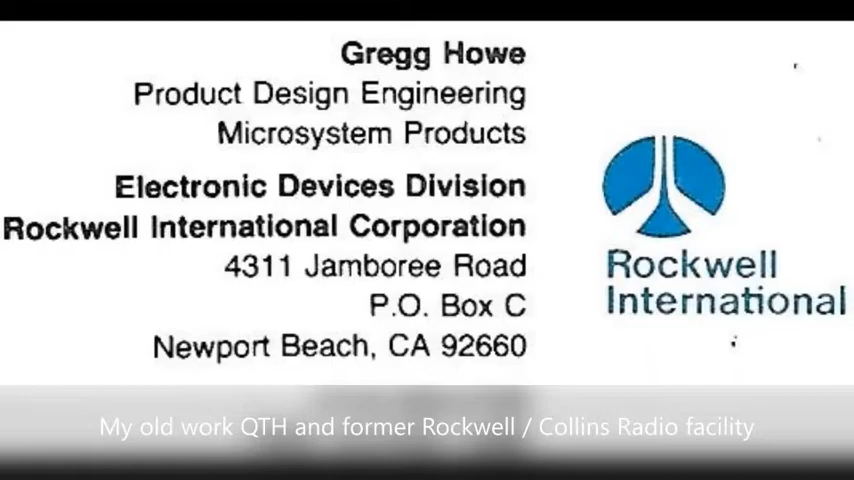 Gregg Howe
Product Design Engineering
Microsystem Products
Electronic Devices Division
Rockwell International Corporation
4311 Jamboree Road
P.O. Box C
Newport Beach, CA 92660
Rockwell
International
My old work QTH and former Rockwell / Collins Radio facility